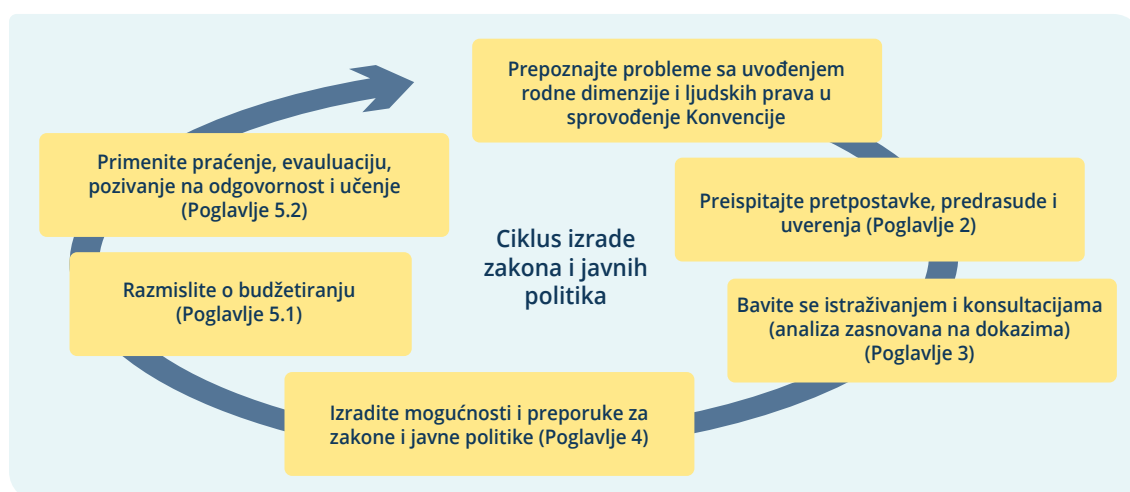 Prepoznajte probleme sa uvođenjem
rodne dimenzije i ljudskih prava u
sprovođenje Konvencije
Preispitajte pretpostavke, predrasude i
uverenja (Poglavlje 2)
Bavite se istraživanjem i konsultacijama
(analiza zasnovana na dokazima)
(Poglavlje 3)
Izradite mogućnosti i preporuke za
zakone i javne politike (Poglavlje 4)
Razmislite o budžetiranju
(Poglavlje 5.1)
Primenite praćenje, evauluaciju,
pozivanje na odgovornost i učenje
(Poglavlje 5.2)
Ciklus izrade
zakona i javnih
politika